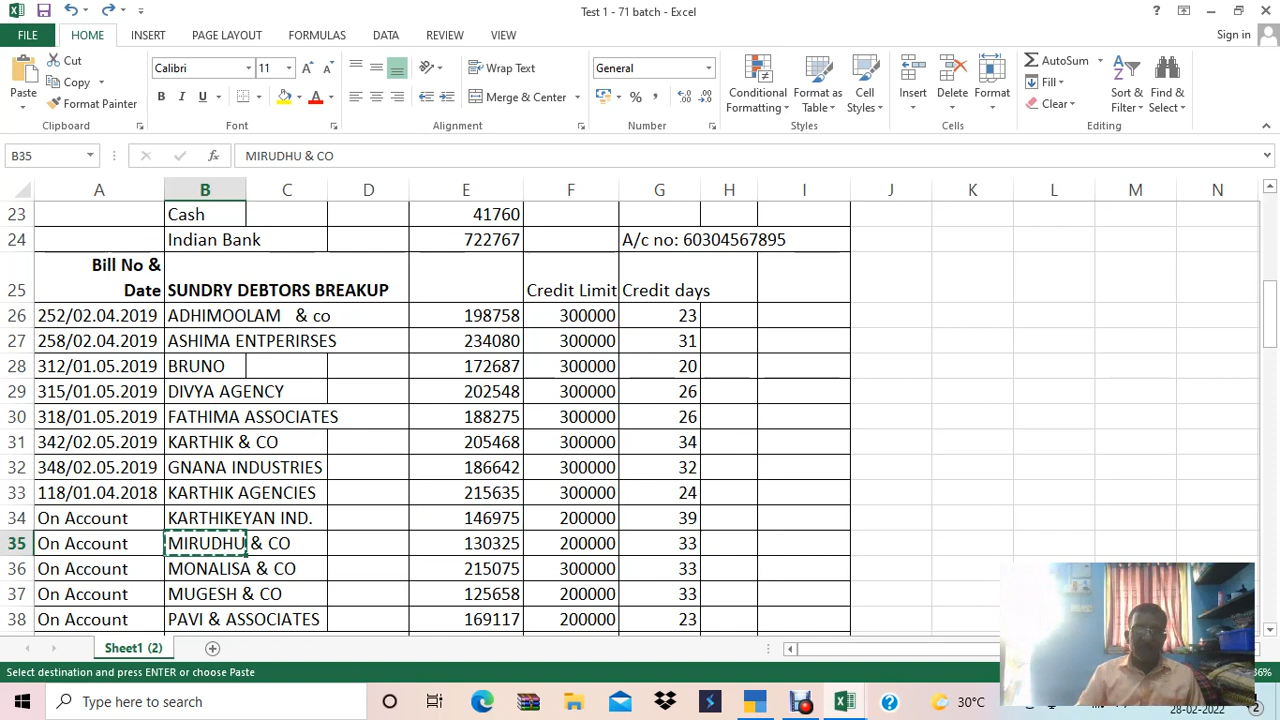 Test 1 - 71 batch - Excel
?
FILE HOME INSERT PAGE LAYOUT FORMULAS DATA REVIEW VIEW Sign in
Paste
Cut
Copy
Format Painter
Clipboard
Calibri 11
B I U
Font
Wrap Text
Merge & Center
Alignment
General
% ,
Number
Conditional Formatting
Format as Table
Cell Styles
Styles
Insert Delete Format
Cells
AutoSum
Fill
Clear
Sort & Filter
Find & Select
Editing
B35 fx MIRUDHU & CO
A B C D E F G H I J K L M N
23 Cash 41760
24 Indian Bank 722767 A/c no: 60304567895
25 Bill No & Date SUNDRY DEBTORS BREAKUP Credit Limit Credit days
26 252/02.04.2019 ADHIMOOLAM & co 198758 300000 23
27 258/02.04.2019 ASHIMA ENTPERIRSES 234080 300000 31
28 312/01.05.2019 BRUNO 172687 300000 20
29 315/01.05.2019 DIVYA AGENCY 202548 300000 26
30 318/01.05.2019 FATHIMA ASSOCIATES 188275 300000 26
31 342/02.05.2019 KARTHIK & CO 205468 300000 34
32 348/02.05.2019 GNANA INDUSTRIES 186642 300000 32
33 118/01.04.2018 KARTHIK AGENCIES 215635 300000 24
34 On Account KARTHIKEYAN IND. 146975 200000 39
35 On Account MIRUDHU & CO 130325 200000 33
36 On Account MONALISA & CO 215075 300000 33
37 On Account MUGESH & CO 125658 200000 33
38 On Account PAVI & ASSOCIATES 169117 200000 23
Sheet1 (2)
Select destination and press ENTER or choose Paste
Type here to search
30°C
28-02-2022
2